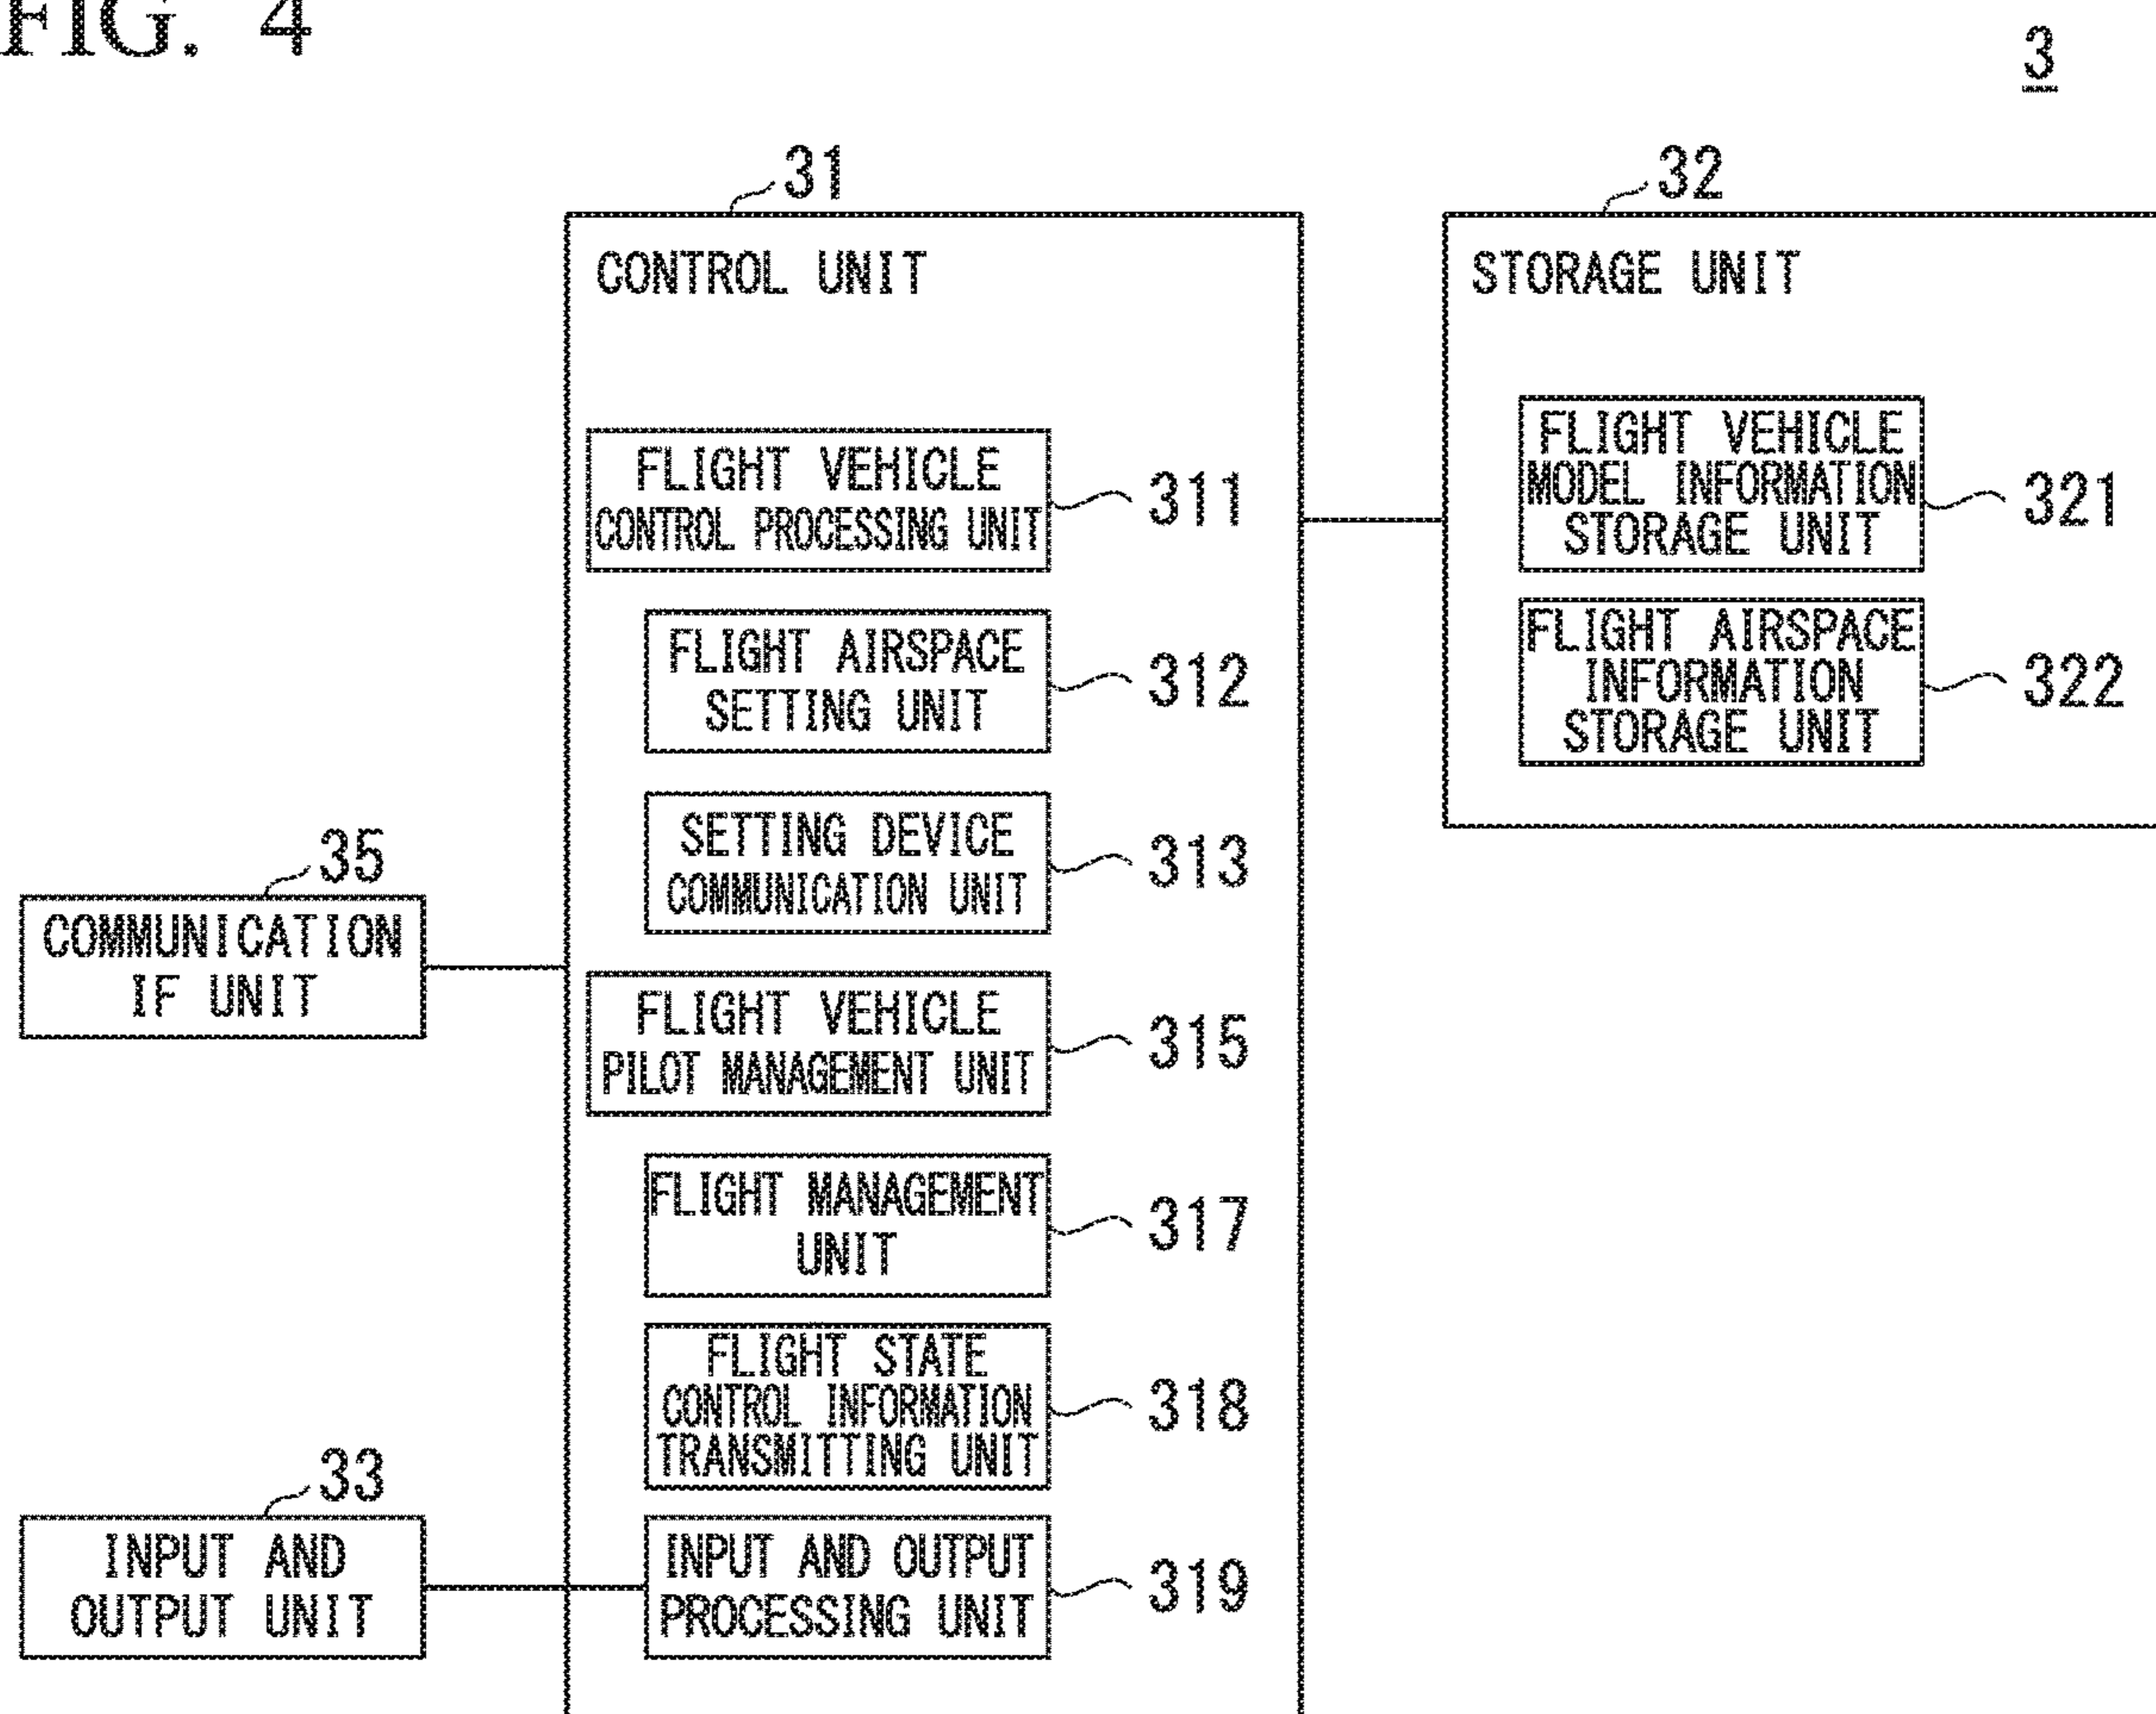 FIG. 4
3
31
CONTROL UNIT
FLIGHT VEHICLE
CONTROL PROCESSING UNIT
311
FLIGHT AIRSPACE
SETTING UNIT
312
SETTING DEVICE
COMMUNICATION UNIT
313
FLIGHT VEHICLE
PILOT MANAGEMENT UNIT
315
FLIGHT MANAGEMENT
UNIT
317
FLIGHT STATE
CONTROL INFORMATION
TRANSMITTING UNIT
318
INPUT AND OUTPUT
PROCESSING UNIT
319
32
STORAGE UNIT
FLIGHT VEHICLE
MODEL INFORMATION
STORAGE UNIT
321
FLIGHT AIRSPACE
INFORMATION
STORAGE UNIT
322
35
COMMUNICATION
IF UNIT
33
INPUT AND
OUTPUT UNIT